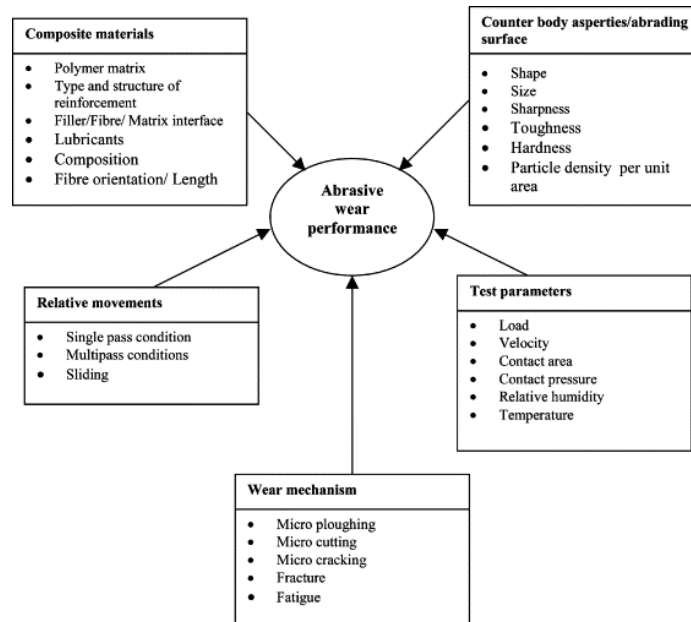 Composite materials
• Polymer matrix
• Type and structure of
reinforcement
• Filler/Fibre/ Matrix interface
• Lubricants
• Composition
• Fibre orientation/ Length
Counter body asperties/abrading
surface
• Shape
• Size
• Sharpness
• Toughness
• Hardness
• Particle density per unit
area
Abrasive
wear
performance
Relative movements
• Single pass condition
• Multipass conditions
• Sliding
Test parameters
• Load
• Velocity
• Contact area
• Contact pressure
• Relative humidity
• Temperature
Wear mechanism
• Micro ploughing
• Micro cutting
• Micro cracking
• Fracture
• Fatigue